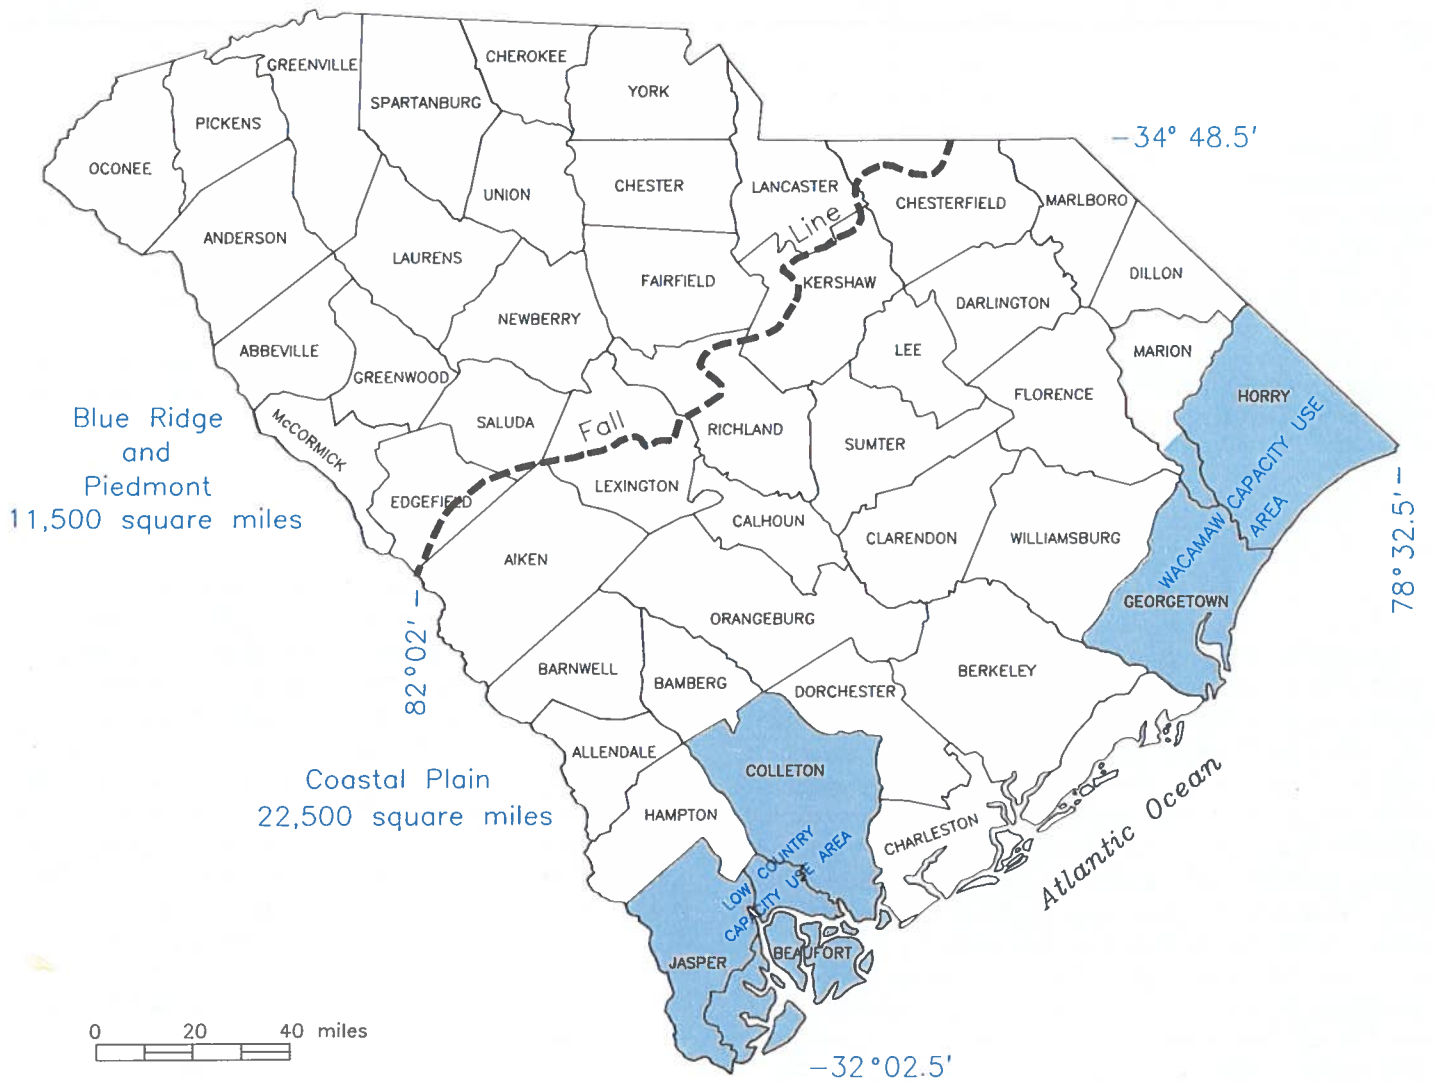 GREENVILLE
CHEROKEE
SPARTANBURG
YORK
PICKENS
-34° 48.5'
OCONEE
UNION
CHESTER
LANCASTER
CHESTERFIELD
MARLBORO
ANDERSON
LAURENS
Line
FAIRFIELD
KERSHAW
DILLON
DARLINGTON
NEWBERRY
ABBEVILLE
LEE
MARION
GREENWOOD
FLORENCE
HORRY
McCORMICK
SALUDA
Fall
RICHLAND
SUMTER
Blue Ridge
and
Piedmont
11,500 square miles
EDGEFIELD
LEXINGTON
CALHOUN
CLARENDON
WILLIAMSBURG
WACAMAW CAPACITY USE
AREA
78°32.5'-
AIKEN
GEORGETOWN
ORANGEBURG
82°02'-
BARNWELL
BAMBERG
DORCHESTER
BERKELEY
ALLENDALE
COLLETON
Coastal Plain
22,500 square miles
HAMPTON
CHARLESTON
Atlantic Ocean
LOW COUNTRY
CAPACITY USE AREA
JASPER
BEAUFORT
0 20 40 miles
-32°02.5'